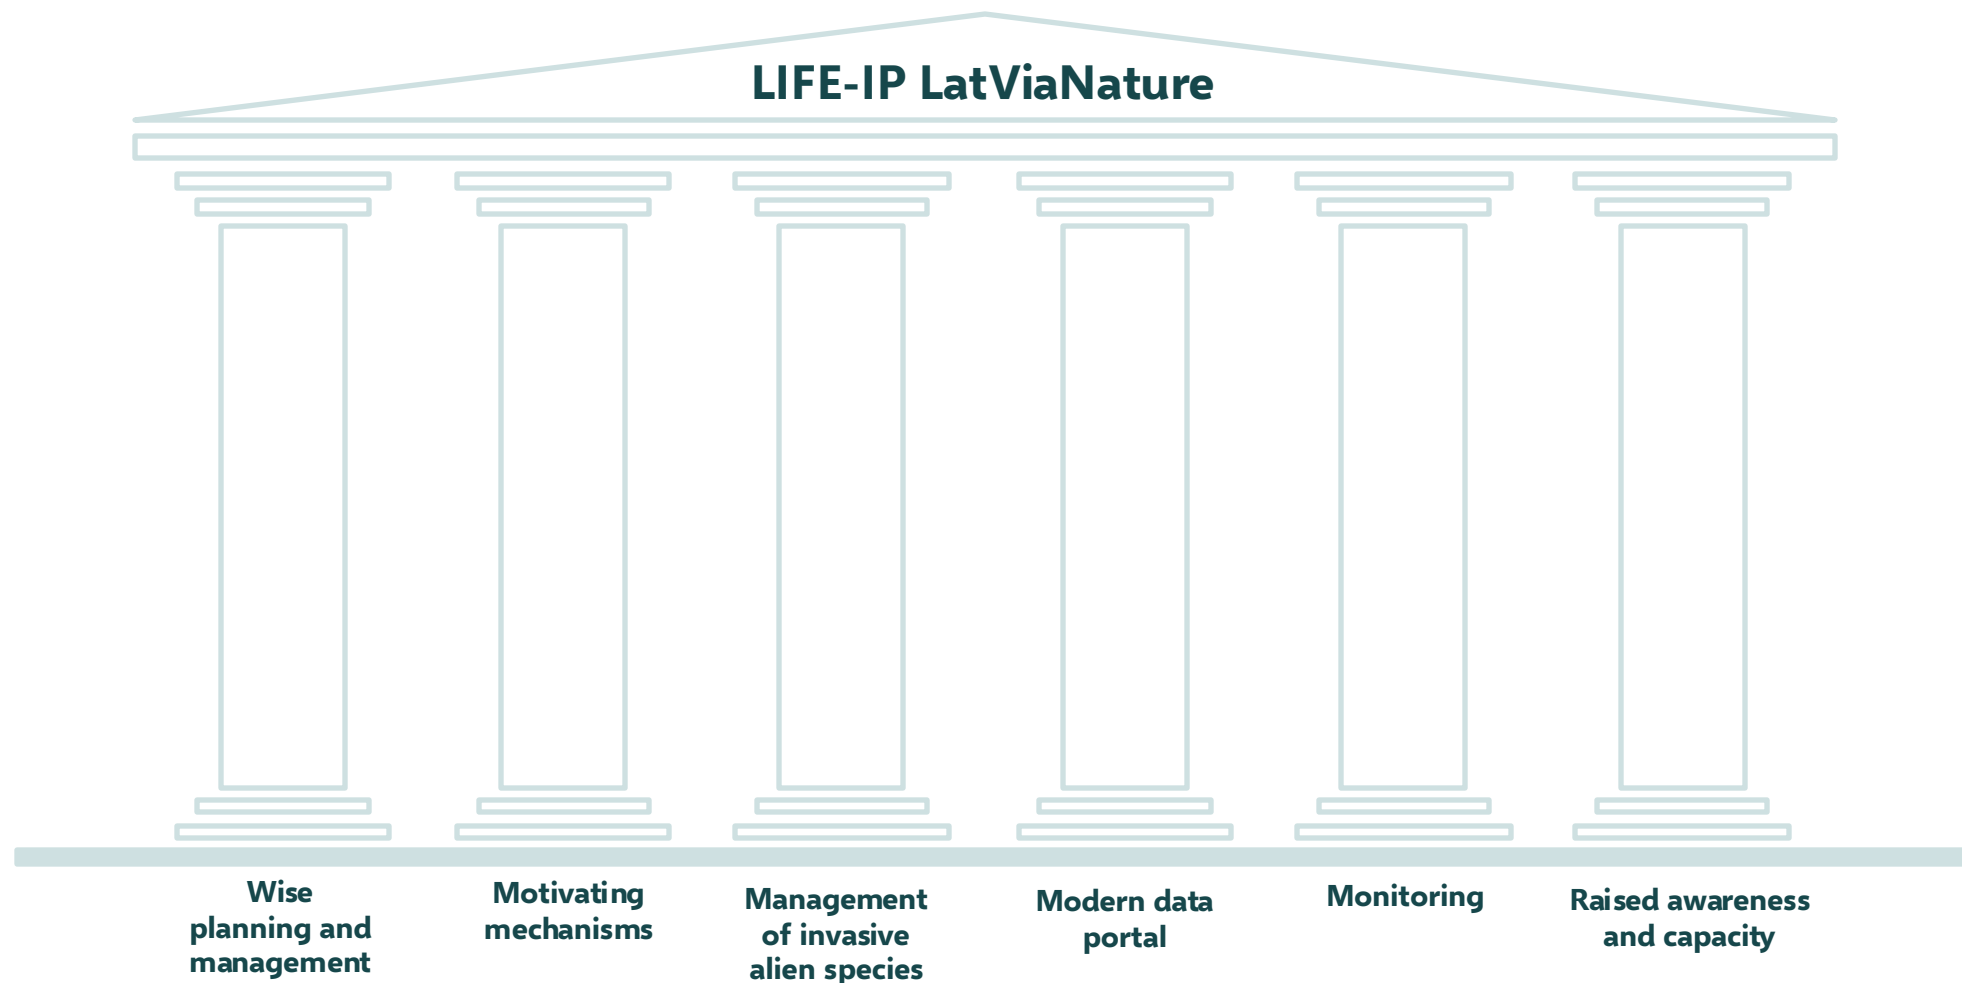 LIFE-IP LatViaNature
Wise
planning and
management
Motivating
mechanisms
Management
of invasive
alien species
Modern data
portal
Monitoring
Raised awareness
and capacity